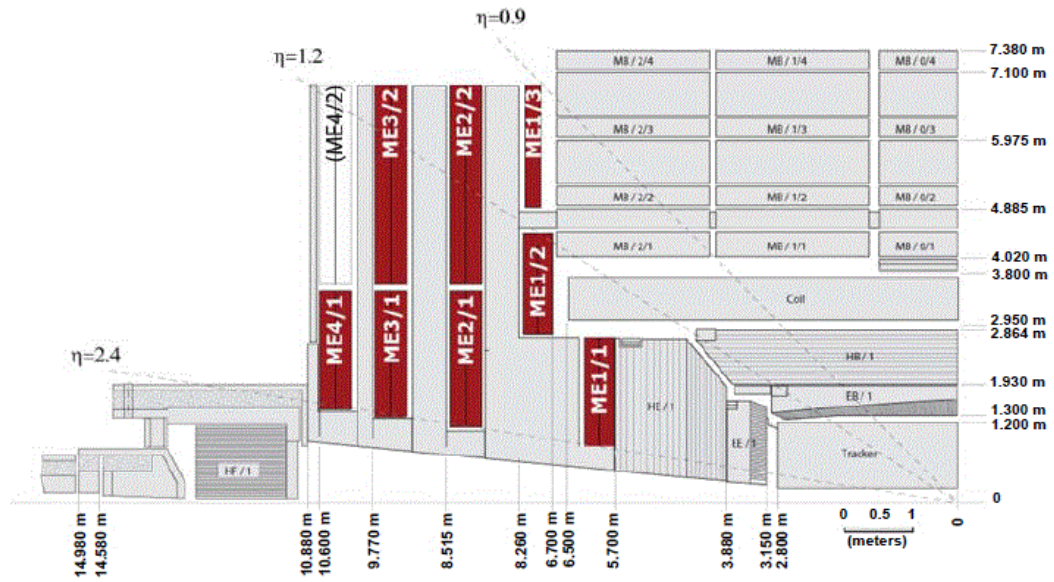 η=0.9
η=1.2
η=2.4
(ME4/2)
ME3/2
ME2/2
ME1/3
ME1/2
ME4/1
ME3/1
ME2/1
ME1/1
MB / 2/4
MB / 1/4
MB / 0/4
MB / 2/3
MB / 1/3
MB / 0/3
MB / 2/2
MB / 1/2
MB / 0/2
MB / 2/1
MB / 1/1
MB / 0/1
Coil
HB / 1
EB / 1
HE / 1
EE / 1
Tracker
HF / 1
7.380 m
7.100 m
5.975 m
4.885 m
4.020 m
3.800 m
2.950 m
2.864 m
1.930 m
1.300 m
1.200 m
0
0 0.5 1
(meters)
14.980 m
14.580 m
10.880 m
10.600 m
9.770 m
8.515 m
8.260 m
6.700 m
6.500 m
5.700 m
3.880 m
3.150 m
2.800 m
0